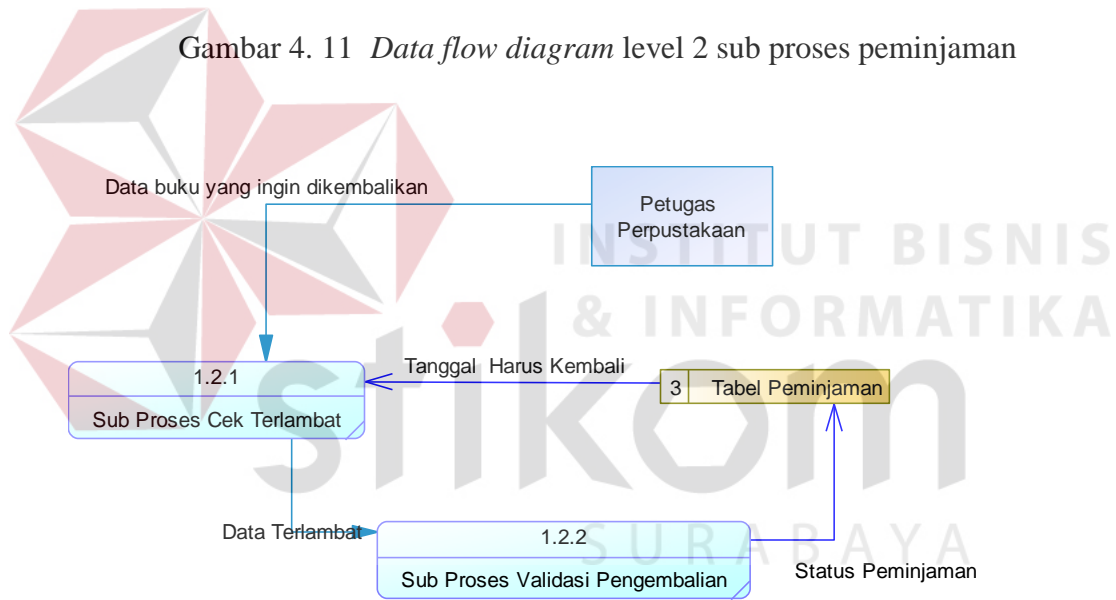 Gambar 4. 11 Data flow diagram level 2 sub proses peminjaman
Data buku yang ingin dikembalikan
Petugas
Perpustakaan
INSTITUT BISNIS
& INFORMATIKA
stikom
SURABAYA
1.2.1
Sub Proses Cek Terlambat
Tanggal Harus Kembali
3 Tabel Peminjaman
Data Terlambat
1.2.2
Sub Proses Validasi Pengembalian
Status Peminjaman